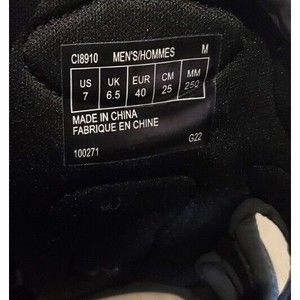 CI8910 MEN'S/HOMMES M
US UK EUR CM MM
7 6.5 40 25 250
MADE IN CHINA
FABRIQUE EN CHINE
100271 G22